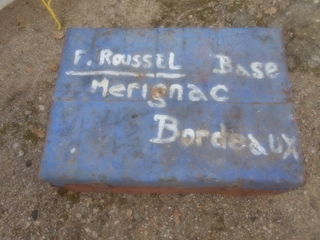 F. ROUSSEL Base
Merignac
Bordeaux